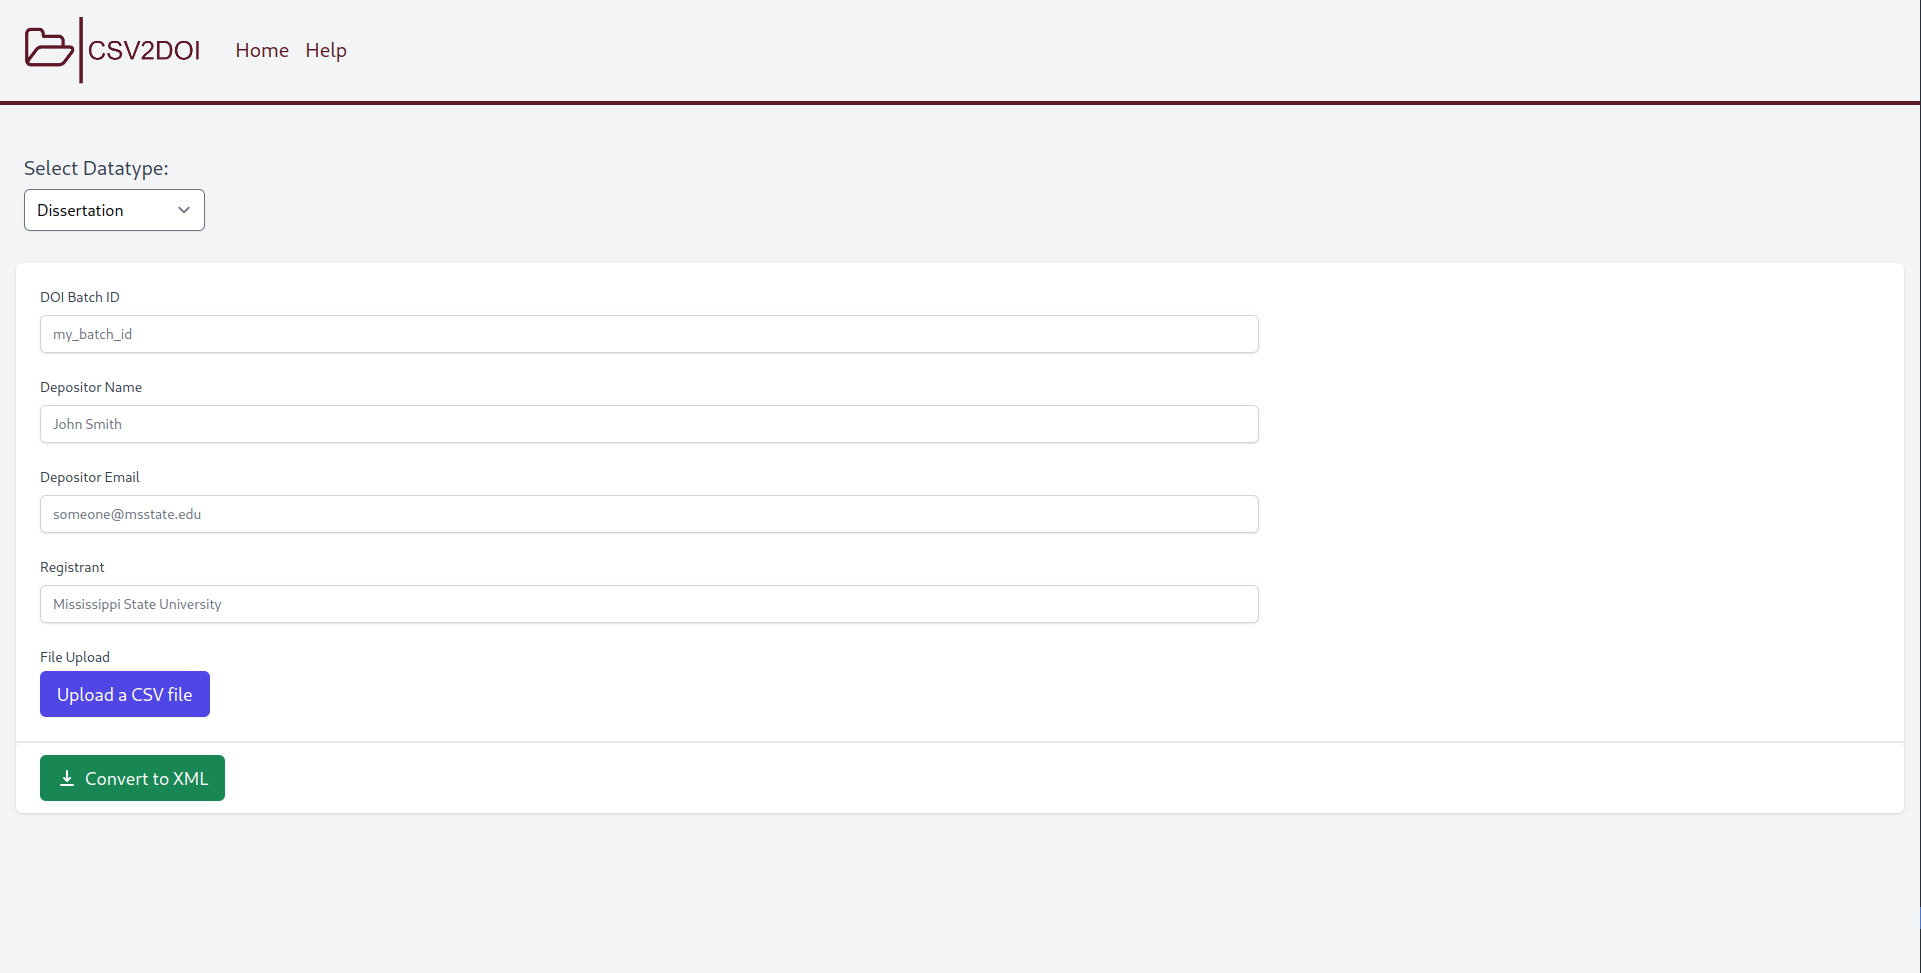 CSV2DOI Home Help
Select Datatype:
Dissertation
DOI Batch ID
my_batch_id
Depositor Name
John Smith
Depositor Email
someone@msstate.edu
Registrant
Mississippi State University
File Upload
Upload a CSV file
Convert to XML